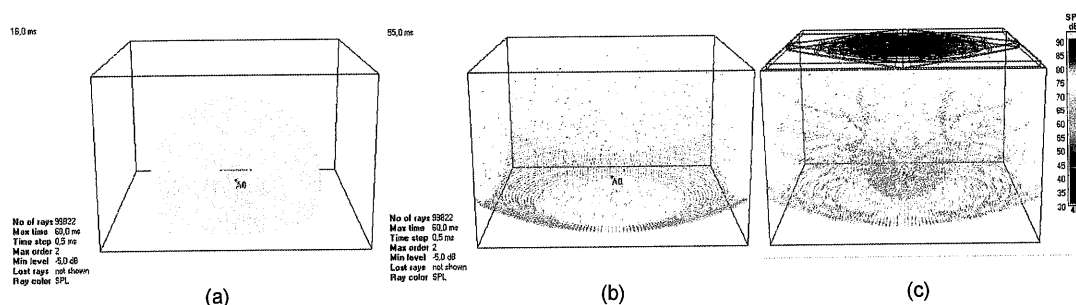 16,0 ms
A0
No of rays 99822
Max time 60,0 ms
Time step 0,5 ms
Max order 2
Min level -5,0 dB
Lost rays not shown
Ray color SPL
(a)
55,0 ms
A0
No of rays 99822
Max time 60,0 ms
Time step 0,5 ms
Max order 2
Min level -5,0 dB
Lost rays not shown
Ray color SPL
(b)
(c)
90
85
80
75
70
65
55
50
45
35
30